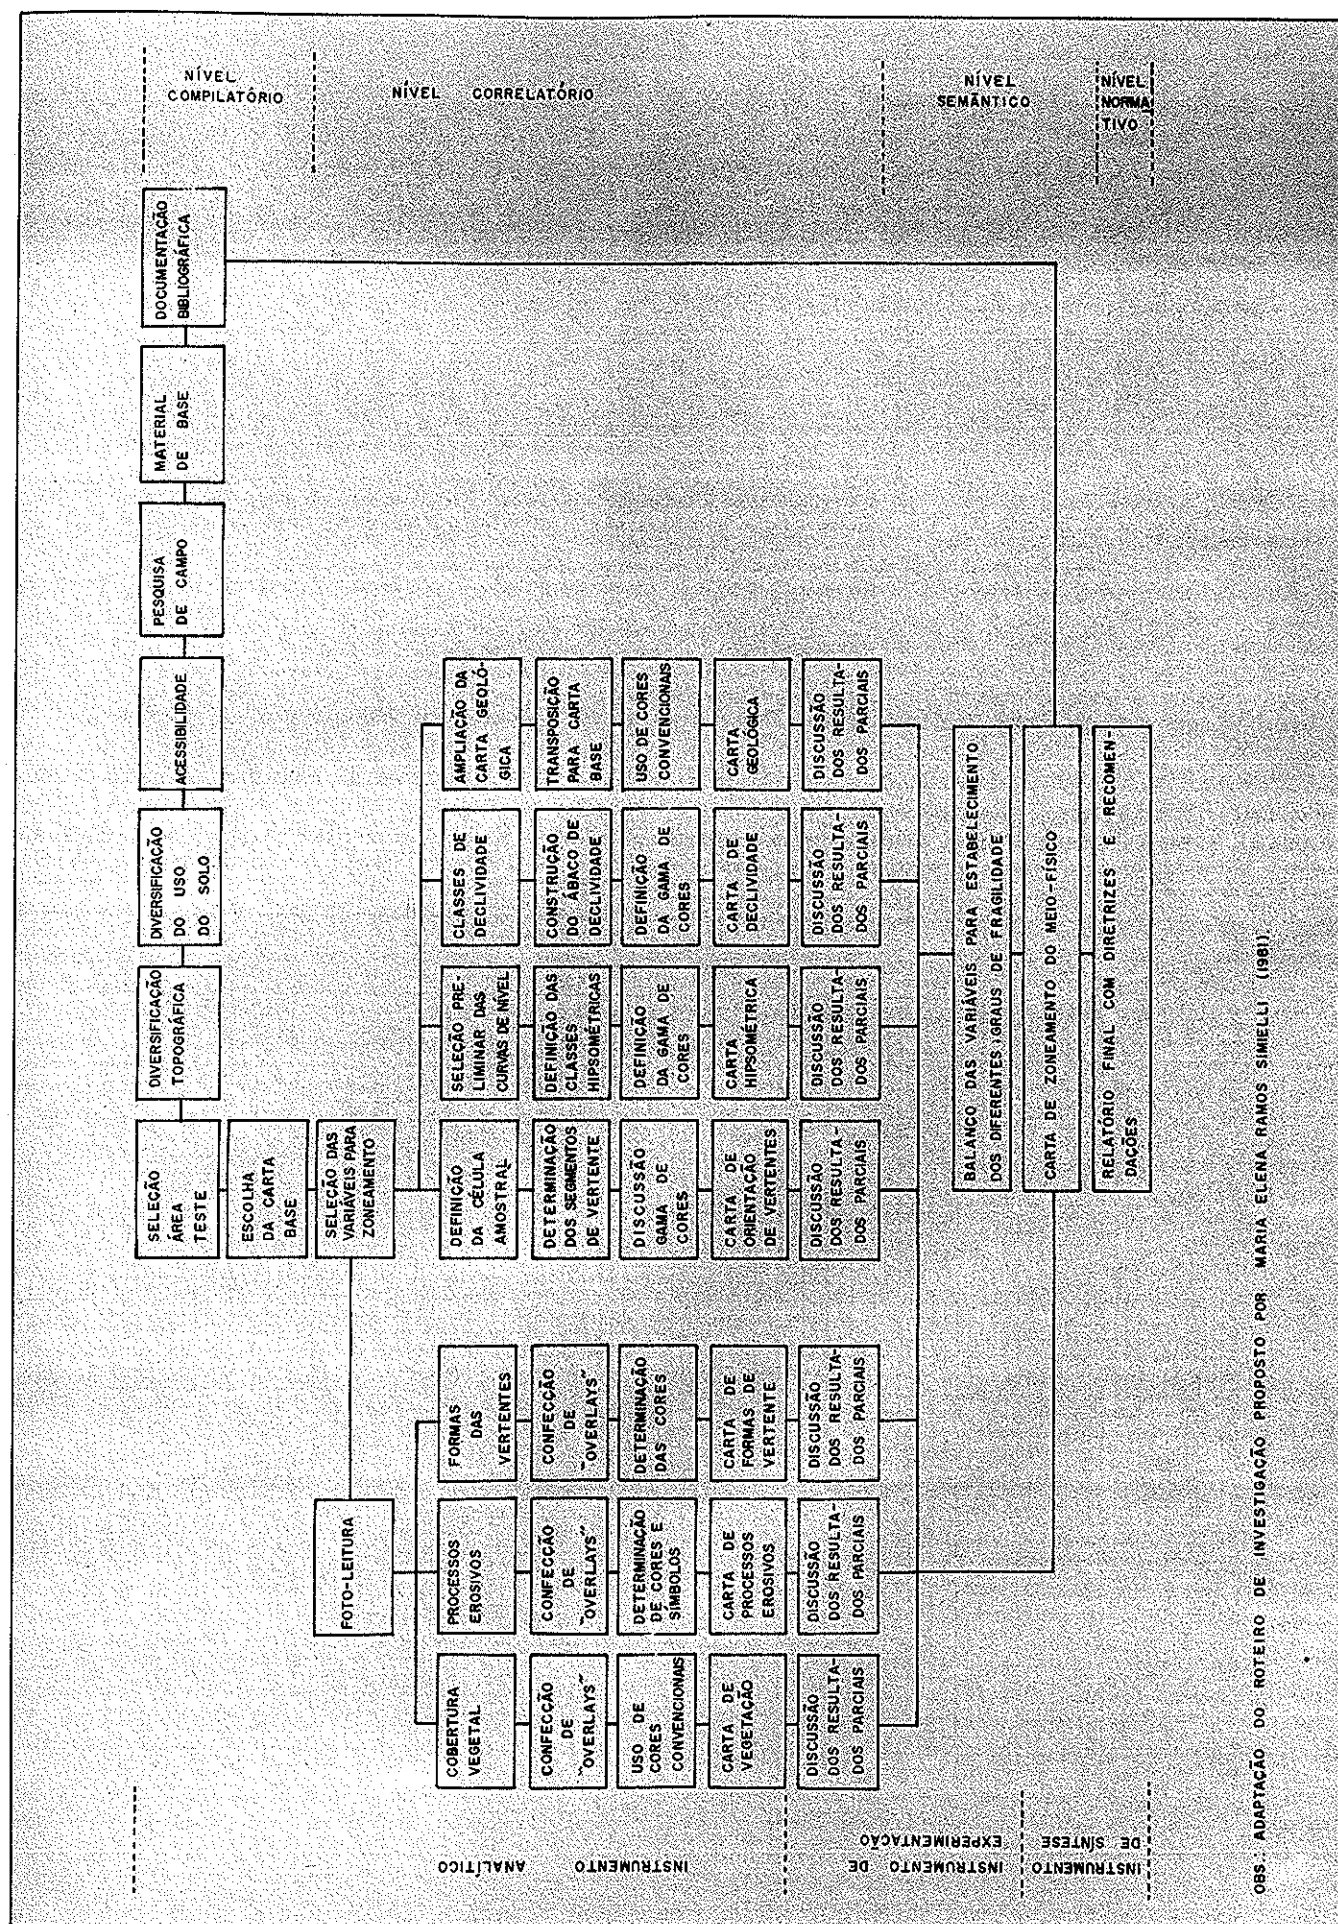 NÍVEL
COMPILATÓRIO
NÍVEL CORRELATÓRIO
NÍVEL
SEMÂNTICO
NÍVEL
NORMA
TIVO
SELEÇÃO
ÁREA
TESTE
DIVERSIFICAÇÃO
TOPOGRÁFICA
DIVERSIFICAÇÃO
DO USO
DO SOLO
ACESSIBILIDADE
PESQUISA
DE CAMPO
MATERIAL
DE BASE
DOCUMENTAÇÃO
BIBLIOGRÁFICA
ESCOLHA
DA CARTA
BASE
SELEÇÃO DAS
VARIÁVEIS PARA
ZONEAMENTO
FOTO-LEITURA
COBERTURA
VEGETAL
PROCESSOS
EROSIVOS
FORMAS
DAS
VERTENTES
DEFINIÇÃO
DA CÉLULA
AMOSTRAL
SELEÇÃO PRE-
LIMINAR DAS
CURVAS DE NÍVEL
CLASSES DE
DECLIVIDADE
AMPLIAÇÃO DA
CARTA GEOLÓ-
GICA
CONFECÇÃO
DE
"OVERLAYS"
CONFECÇÃO
DE
"OVERLAYS"
CONFECÇÃO
DE
"OVERLAYS"
DETERMINAÇÃO
DOS SEGMENTOS
DE VERTENTE
DEFINIÇÃO DAS
CLASSES
HIPSOMÉTRICAS
CONSTRUÇÃO
DO ÁBACO DE
DECLIVIDADE
TRANSPOSIÇÃO
PARA CARTA
BASE
USO DE
CORES
CONVENCIONAIS
DETERMINAÇÃO
DE CORES E
SÍMBOLOS
DETERMINAÇÃO
DAS CORES
DISCUSSÃO
GAMA DE
CORES
DEFINIÇÃO
DA GAMA DE
CORES
DEFINIÇÃO
DA GAMA DE
CORES
USO DE CORES
CONVENCIONAIS
CARTA DE
VEGETAÇÃO
CARTA DE
PROCESSOS
EROSIVOS
CARTA DE
FORMAS DE
VERTENTE
CARTA DE
ORIENTAÇÃO
DE VERTENTES
CARTA
HIPSOMÉTRICA
CARTA DE
DECLIVIDADE
CARTA
GEOLÓGICA
DISCUSSÃO
DOS RESULTA-
DOS PARCIAIS
DISCUSSÃO
DOS RESULTA-
DOS PARCIAIS
DISCUSSÃO
DOS RESULTA-
DOS PARCIAIS
DISCUSSÃO
DOS RESULTA-
DOS PARCIAIS
DISCUSSÃO
DOS RESULTA-
DOS PARCIAIS
DISCUSSÃO
DOS RESULTA-
DOS PARCIAIS
DISCUSSÃO
DOS RESULTA-
DOS PARCIAIS
BALANÇO DAS VARIÁVEIS PARA ESTABELECIMENTO
DOS DIFERENTES GRAUS DE FRAGILIDADE
CARTA DE ZONEAMENTO DO MEIO-FÍSICO
RELATÓRIO FINAL COM DIRETRIZES E RECOMEN-
DAÇÕES
INSTRUMENTO ANALÍTICO
INSTRUMENTO DE
EXPERIMENTAÇÃO
INSTRUMENTO
DE SÍNTESE
OBS.: ADAPTAÇÃO DO ROTEIRO DE INVESTIGAÇÃO PROPOSTO POR MARIA ELENA RAMOS SIMIELLI (1981)